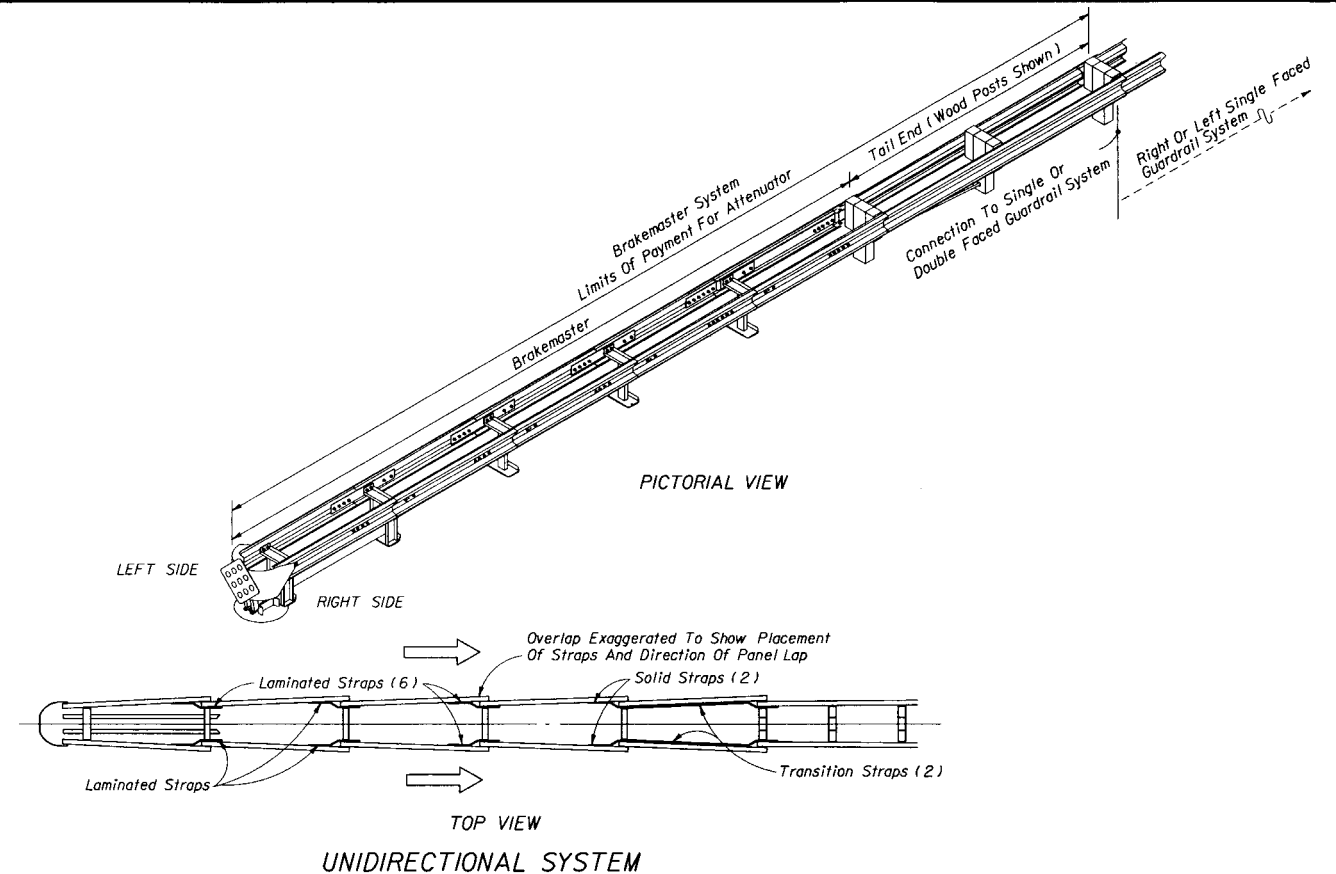 Tail End (Wood Posts Shown)
Right Or Left Single Faced
Guardrail System
Brakemaster System
Limits Of Payment For Attenuator
Connection To Single Or
Double Faced Guardrail System
Brakemaster
PICTORIAL VIEW
LEFT SIDE
RIGHT SIDE
Overlap Exaggerated To Show Placement
Of Straps And Direction Of Panel Lap
Laminated Straps (6)
Solid Straps (2)
Laminated Straps
Transition Straps (2)
TOP VIEW
UNIDIRECTIONAL SYSTEM